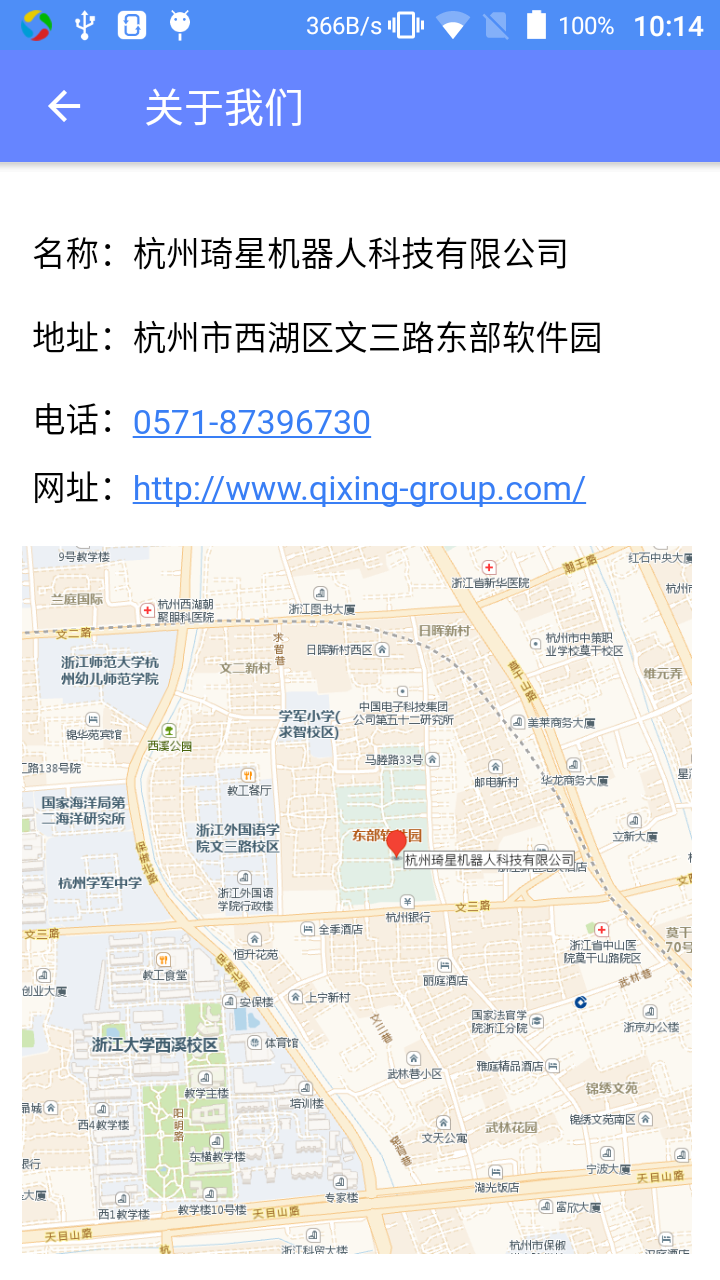 366B/s 100% 10:14
关于我们
名称：杭州琦星机器人科技有限公司
地址：杭州市西湖区文三路东部软件园
电话：0571-87396730
网址：http://www.qixing-group.com/
9号教学楼
红石中央大厦
潮王路
浙江省新华医院
杭州
兰庭国际
杭州西湖朝
聚眼科医院
浙江图书大厦
文二路
日晖新村
求智巷
杭州市中策职
业学校莫干校区
日晖新村西区
浙江师范大学杭
州幼儿师范学院
文二新村
堆元弄
莫干山路
中国电子科技集团
公司第五十二研究所
学军小学(
求智校区)
美莱商务大厦
锦华苑宾馆
西溪公园
马塍路33号
二路138号院
邮电新村
华龙商务大厦
教工餐厅
国家海洋局第
二海洋研究所
浙江外国语学
院文三路校区
东部软件园
立新大厦
杭州琦星机器人科技有限公司
保俶北路
杭州学军中学
浙江外国语
学院行政楼
文三路
杭州银行
文三路
全季酒店
莫干
70号
恒升花苑
浙江省中山医
院莫干山路院区
教工食堂
保俶北路
丽庭酒店
武林巷
创业大厦
安保楼
上宁新村
文三巷
国家法官学
院浙江分院
浙京办公楼
浙江大学西溪校区
体育馆
武林巷小区
雅庭精品酒店
教学主楼
培训楼
锦绣文苑
晶城
西4教学楼
阳明路
文天公寓
武林花园
锦绣文苑南区
东横教学楼
银行
宁波大厦
天目山路
专家楼
湖光饭店
西1教学楼
教学楼10号楼
天目山路
富欣大厦
天目山路
浙江科贸大楼
杭州市保俶
汉庭酒店